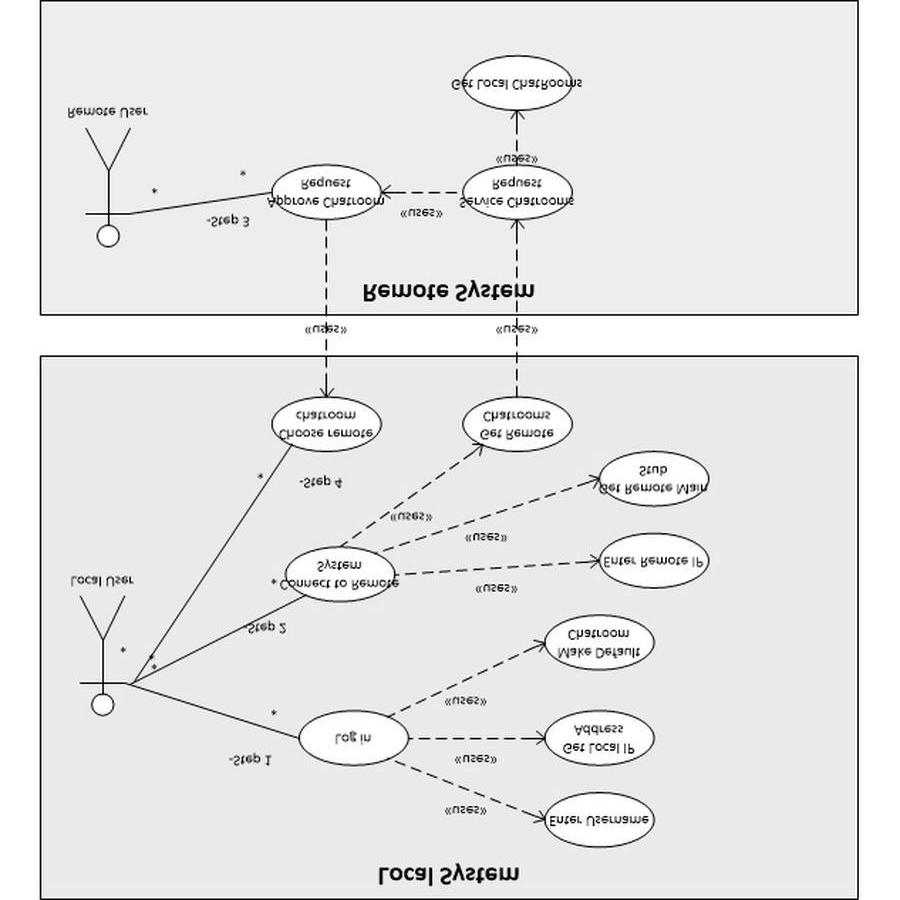 Local System
Enter Username
«uses»
-Step 1
«uses»
Get Local IP
Address
Log in
*
«uses»
*
*
*
Make Default
Chatroom
-Step 2
«uses»
Local User
*
Connect to Remote
System
Enter Remote IP
«uses»
«uses»
Get Remote Main
Stub
-Step 4
*
Choose remote
chatroom
Get Remote
Chatrooms
«uses»
«uses»
Remote System
-Step 3
«uses»
Approve Chatroom
Request
Service Chatrooms
Request
*
*
«uses»
Remote User
Get Local ChatRooms